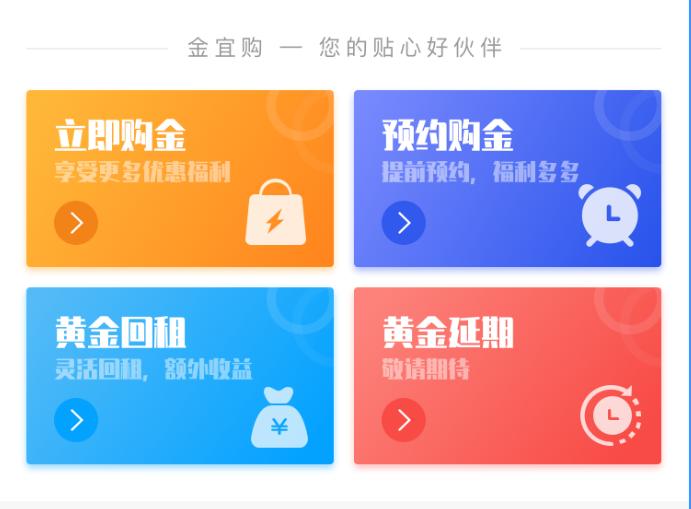 金宜购 — 您的贴心好伙伴
立即购金
享受更多优惠福利
预约购金
提前预约，福利多多
黄金回租
灵活回租，额外收益
¥
黄金延期
敬请期待